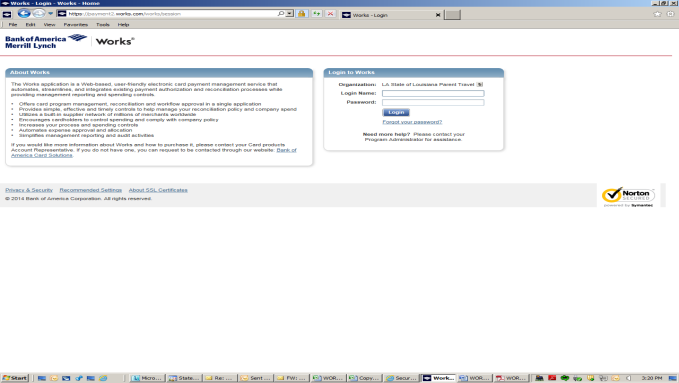 Works - Login - Works - Home
https://payment2.works.com/works/session
Works - Login
File Edit View Favorites Tools Help
Bank of America
Merrill Lynch
Works®
About Works
The Works application is a Web-based, user-friendly electronic card payment management service that
automates, streamlines, and integrates existing payment authorization and reconciliation processes while
providing management reporting and spending controls.
• Offers card program management, reconciliation and workflow approval in a single application
• Provides simple, effective and timely controls to help manage your reconciliation policy and company spend
• Utilizes a built-in supplier network of millions of merchants worldwide
• Encourages cardholders to control spending and comply with company policy
• Increases your process and spending controls
• Automates expense approval and allocation
• Simplifies management reporting and audit activities
If you would like more information about Works and how to purchase it, please contact your Card products
Account Representative. If you do not have one, you can request to be contacted through our website: Bank of
America Card Solutions.
Login to Works
Organization: LA State of Louisiana Parent Travel
Login Name:
Password:
Login
Forgot your password?
Need more help? Please contact your
Program Administrator for assistance.
Privacy & Security Recommended Settings About SSL Certificates
© 2014 Bank of America Corporation. All rights reserved.
Norton
SECURED
powered by Symantec
Start Micro... State... Re: ... Sent ... FW: ... WOR... Copy... Secur... Work... WOR... WOR... 3:20 PM